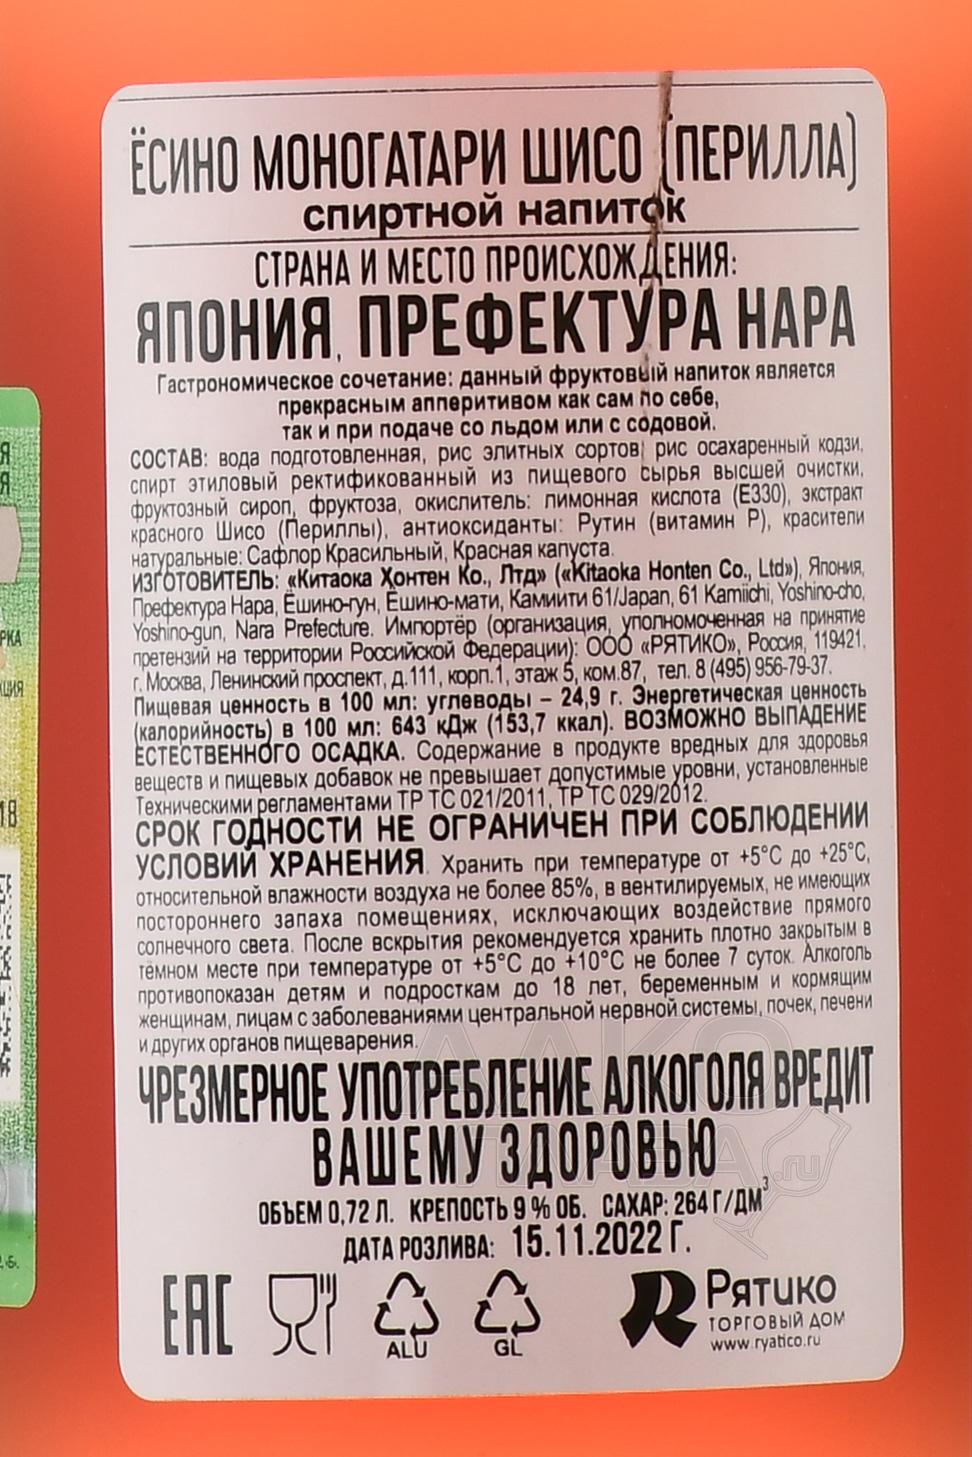 ЁСИНО МОНОГАТАРИ ШИСО (ПЕРИЛЛА)
спиртной напиток
СТРАНА И МЕСТО ПРОИСХОЖДЕНИЯ:
ЯПОНИЯ, ПРЕФЕКТУРА НАРА
Гастрономическое сочетание: данный фруктовый напиток является
прекрасным апперитивом как сам по себе,
так и при подаче со льдом или с содовой.
СОСТАВ: вода подготовленная, рис элитных сортов, рис осахаренный кодзи,
спирт этиловый ректификованный из пищевого сырья высшей очистки,
фруктозный сироп, фруктоза, окислитель: лимонная кислота (Е330), экстракт
красного Шисо (Периллы), антиоксиданты: Рутин (витамин Р), красители
натуральные: Сафлор Красильный, Красная капуста.
ИЗГОТОВИТЕЛЬ: «Китаока Хонтен Ко., Лтд» («Kitaoka Honten Co., Ltd»), Япония,
Префектура Нара, Ёшино-гун, Ёшино-мати, Камиити 61/Japan, 61 Kamiichi, Yoshino-cho,
Yoshino-gun, Nara Prefecture. Импортёр (организация, уполномоченная на принятие
претензий на территории Российской Федерации): ООО «РЯТИКО», Россия, 119421,
г. Москва, Ленинский проспект, д.111, корп.1, этаж 5, ком.87, тел. 8 (495) 956-79-37.
Пищевая ценность в 100 мл: углеводы – 24,9 г. Энергетическая ценность
(калорийность) в 100 мл: 643 кДж (153,7 ккал). ВОЗМОЖНО ВЫПАДЕНИЕ
ЕСТЕСТВЕННОГО ОСАДКА. Содержание в продукте вредных для здоровья
веществ и пищевых добавок не превышает допустимые уровни, установленные
Техническими регламентами ТР ТС 021/2011, ТР ТС 029/2012.
СРОК ГОДНОСТИ НЕ ОГРАНИЧЕН ПРИ СОБЛЮДЕНИИ
УСЛОВИЙ ХРАНЕНИЯ. Хранить при температуре от +5°С до +25°С,
относительной влажности воздуха не более 85%, в вентилируемых, не имеющих
постороннего запаха помещениях, исключающих воздействие прямого
солнечного света. После вскрытия рекомендуется хранить плотно закрытым в
тёмном месте при температуре от +5°С до +10°С не более 7 суток. Алкоголь
противопоказан детям и подросткам до 18 лет, беременным и кормящим
женщинам, лицам с заболеваниями центральной нервной системы, почек, печени
и других органов пищеварения.
ЧРЕЗМЕРНОЕ УПОТРЕБЛЕНИЕ АЛКОГОЛЯ ВРЕДИТ
ВАШЕМУ ЗДОРОВЬЮ
ОБЪЕМ 0,72 Л. КРЕПОСТЬ 9 % ОБ. САХАР: 264 Г/ДМ³
ДАТА РОЗЛИВА: 15.11.2022 Г.
EAC
ALU
GL
Рятико
ТОРГОВЫЙ ДОМ
www.ryatico.ru